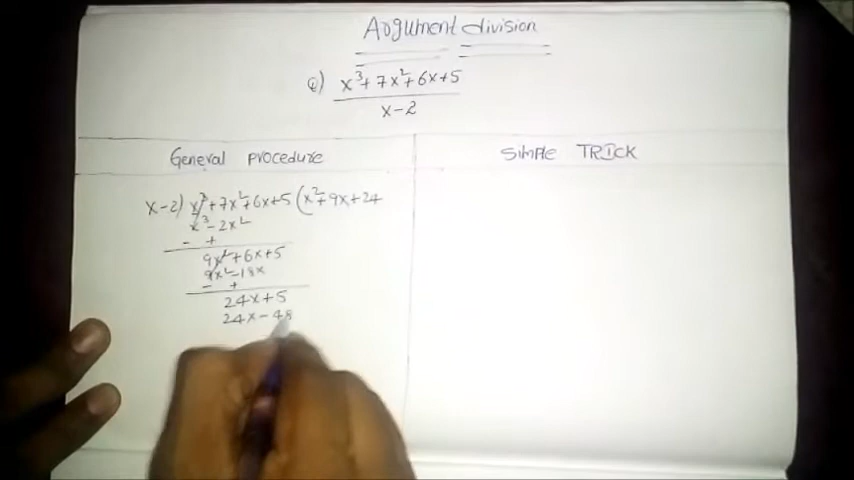 Argument division
Q) x³+7x²+6x+5
x-2
General procedure
SIMPLE TRICK
x-2) x³+7x²+6x+5 (x²+9x+24
x³-2x²
- +
9x²+6x+5
9x²-18x
- +
24x+5
24x-48